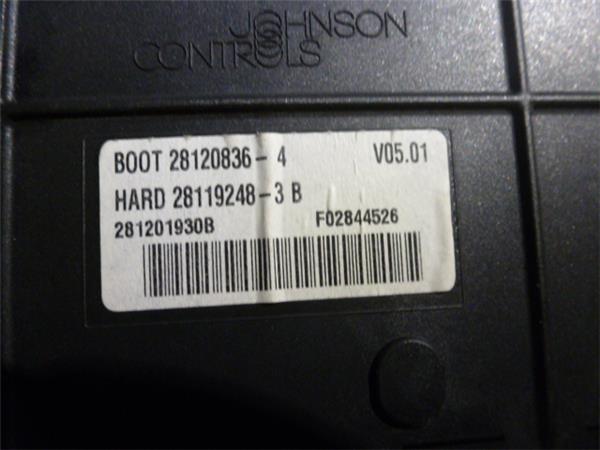 JOHNSON
CONTROLS
BOOT 28120836-4 V05.01
HARD 28119248-3 B
281201930B F02844526